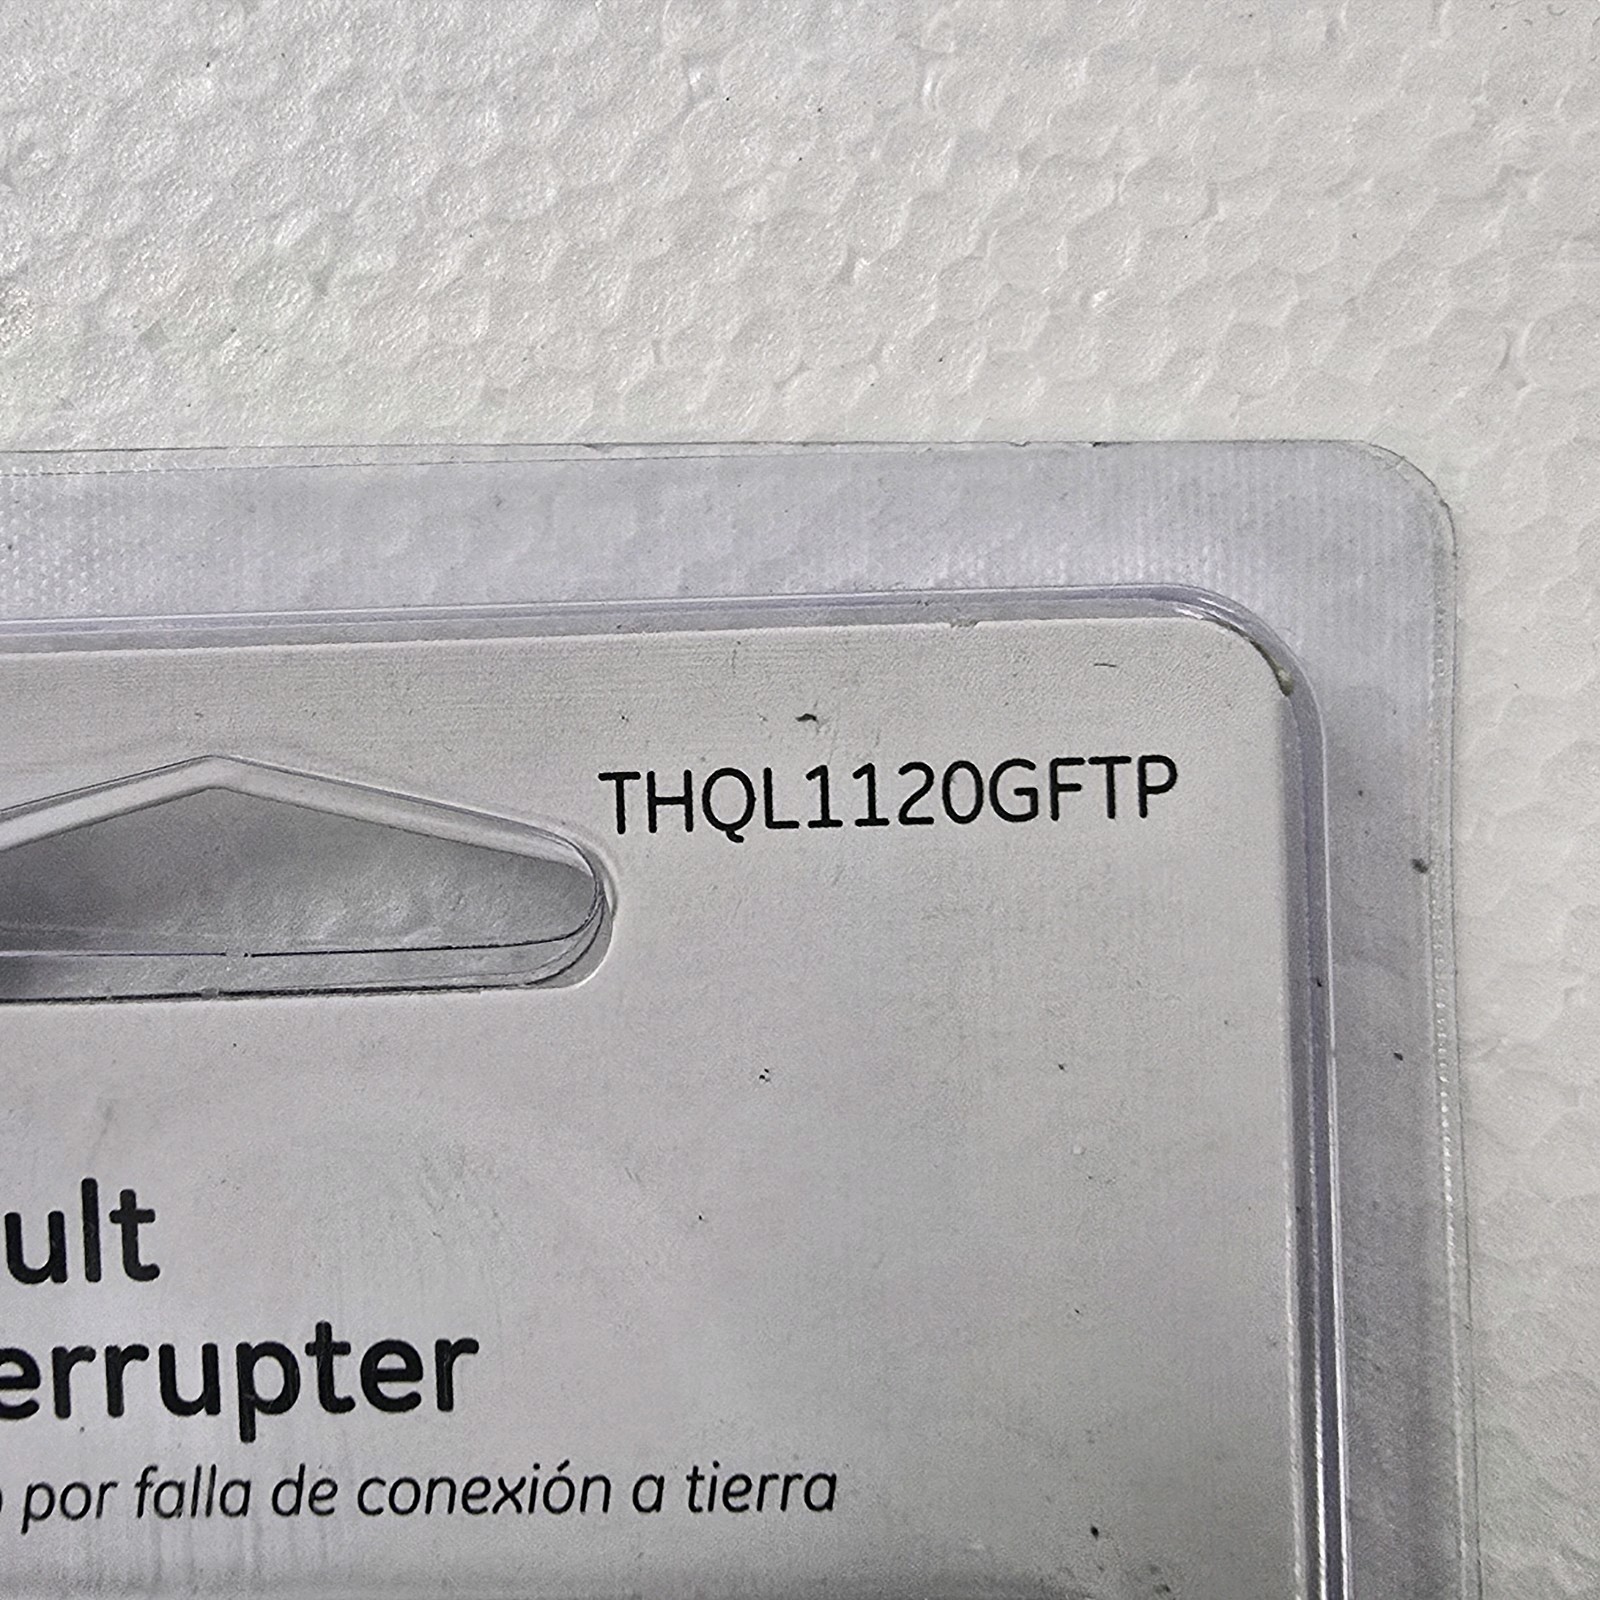 THQL1120GFTP
ult
errupter
por falla de conexión a tierra